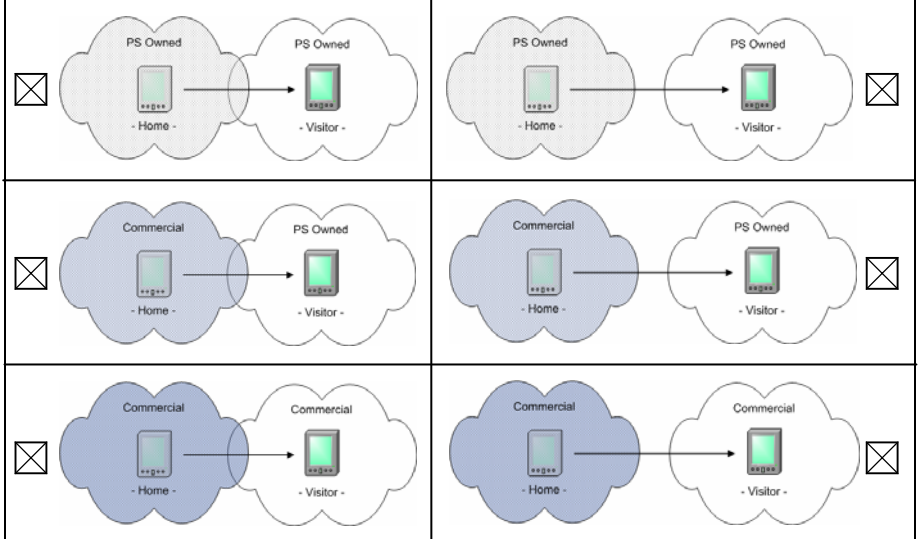 PS Owned PS Owned
- Home - - Visitor -
PS Owned PS Owned
- Home - - Visitor -
Commercial PS Owned
- Home - - Visitor -
Commercial PS Owned
- Home - - Visitor -
Commercial Commercial
- Home - - Visitor -
Commercial Commercial
- Home - - Visitor -